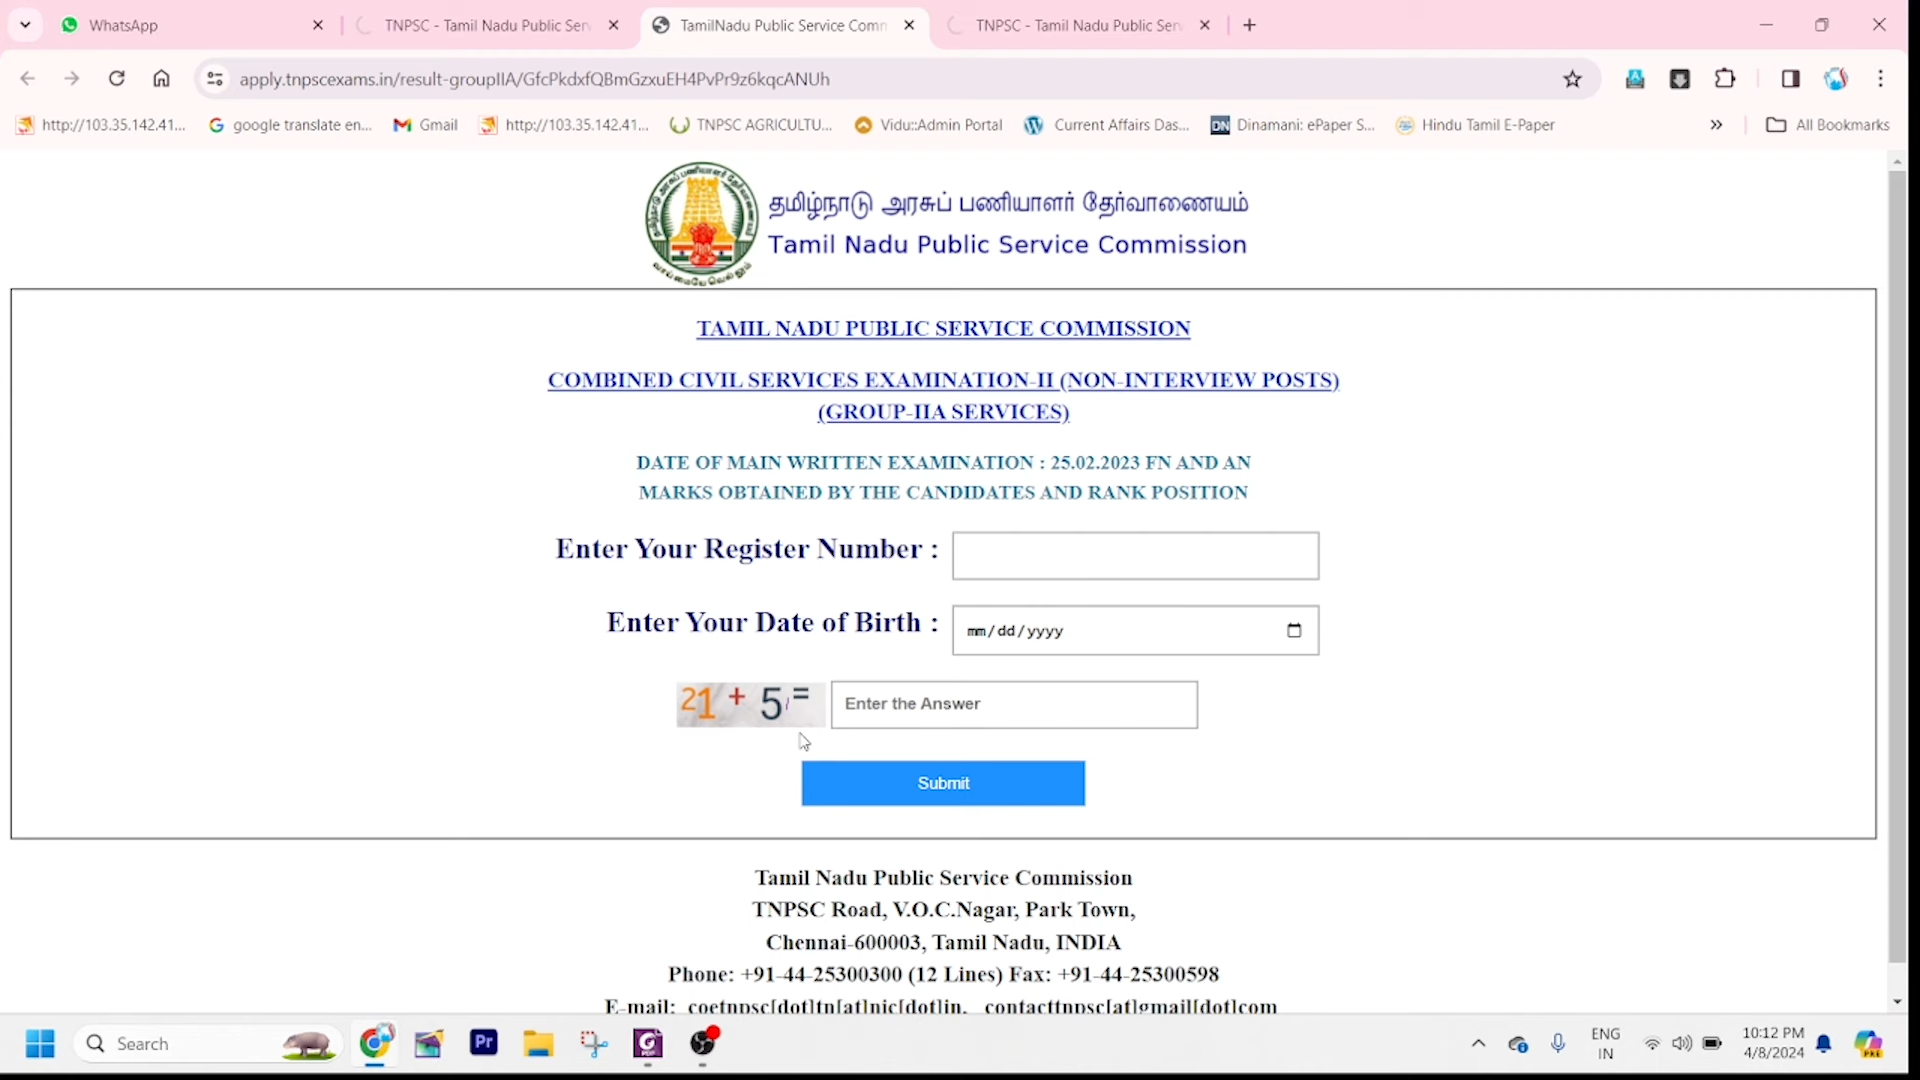 WhatsApp
TNPSC - Tamil Nadu Public Ser
TamilNadu Public Service Comm
TNPSC - Tamil Nadu Public Ser
apply.tnpscexams.in/result-groupIIA/GfcPkdxfQBmGzxuEH4PvPr9z6kqcANUh
http://103.35.142.41...
google translate en...
Gmail
http://103.35.142.41...
TNPSC AGRICULTU...
Vidu::Admin Portal
Current Affairs Das...
DN Dinamani: ePaper S...
Hindu Tamil E-Paper
All Bookmarks
தமிழ்நாடு அரசுப் பணியாளர் தேர்வாணையம்
Tamil Nadu Public Service Commission
TAMIL NADU PUBLIC SERVICE COMMISSION
COMBINED CIVIL SERVICES EXAMINATION-II (NON-INTERVIEW POSTS)
(GROUP-IIA SERVICES)
DATE OF MAIN WRITTEN EXAMINATION : 25.02.2023 FN AND AN
MARKS OBTAINED BY THE CANDIDATES AND RANK POSITION
Enter Your Register Number :
Enter Your Date of Birth :
mm/dd/yyyy
21 + 5 =
Enter the Answer
Submit
Tamil Nadu Public Service Commission
TNPSC Road, V.O.C.Nagar, Park Town,
Chennai-600003, Tamil Nadu, INDIA
Phone: +91-44-25300300 (12 Lines) Fax: +91-44-25300598
E-mail: coetnpsc[dot]tn[at]nic[dot]in, contacttnpsc[at]gmail[dot]com
Search
Pr
ENG
IN
10:12 PM
4/8/2024
PRE